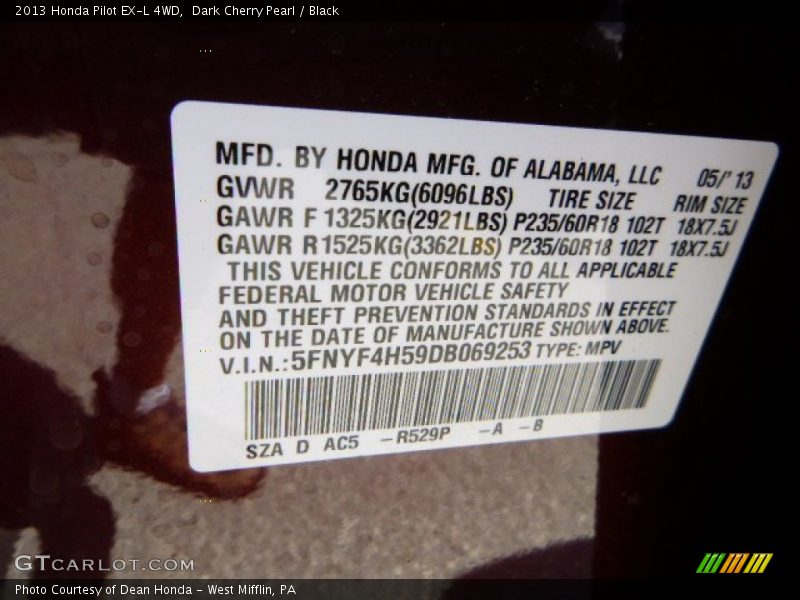 2013 Honda Pilot EX-L 4WD,  Dark Cherry Pearl / Black
MFD. BY HONDA MFG. OF ALABAMA, LLC 05/' 13
GVWR 2765KG(6096LBS) TIRE SIZE RIM SIZE
GAWR F 1325KG(2921LBS) P235/60R18 102T 18X7.5J
GAWR R 1525KG(3362LBS) P235/60R18 102T 18X7.5J
THIS VEHICLE CONFORMS TO ALL APPLICABLE
FEDERAL MOTOR VEHICLE SAFETY
AND THEFT PREVENTION STANDARDS IN EFFECT
ON THE DATE OF MANUFACTURE SHOWN ABOVE.
V.I.N.:5FNYF4H59DB069253 TYPE: MPV
SZA D AC5 -R529P -A -B
GTCARLOT.COM
Photo Courtesy of Dean Honda - West Mifflin, PA